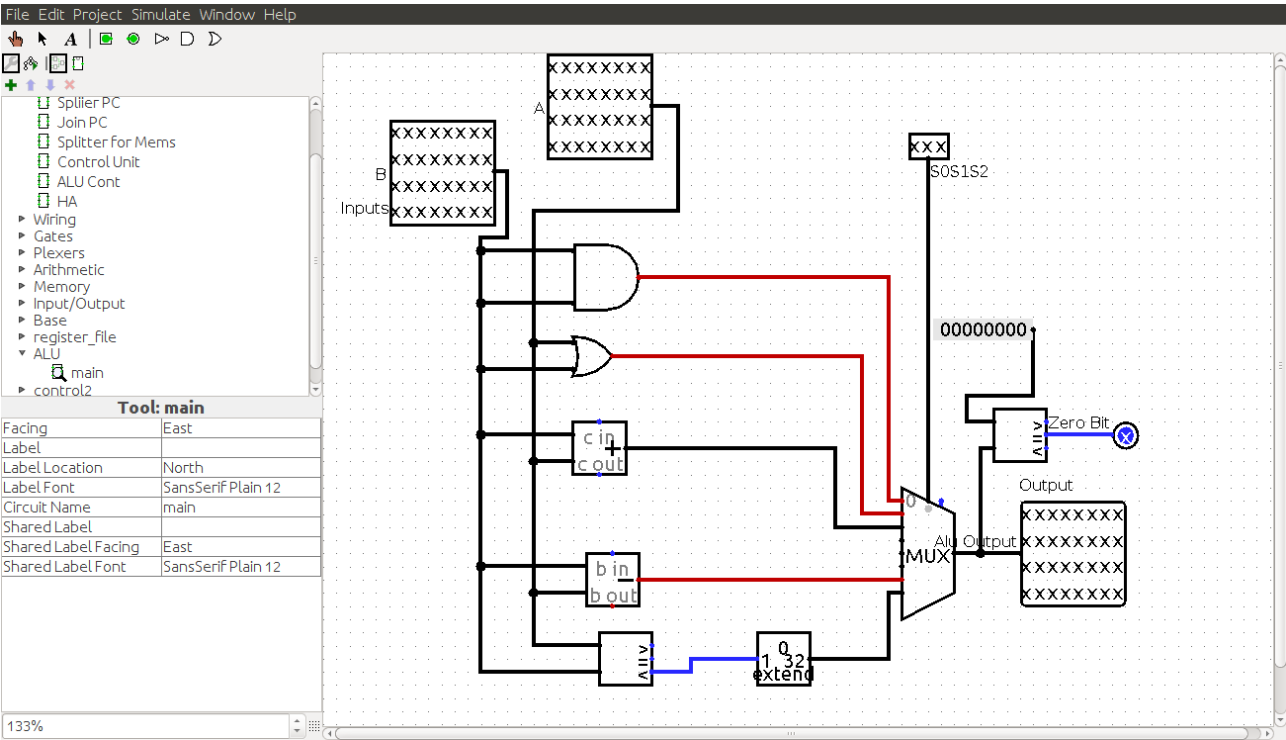 File Edit Project Simulate Window Help
A
Spliier PC
Join PC
Splitter for Mems
Control Unit
ALU Cont
HA
Wiring
Gates
Plexers
Arithmetic
Memory
Input/Output
Base
register_file
ALU
main
control2
Tool: main
Facing East
Label
Label Location North
Label Font SansSerif Plain 12
Circuit Name main
Shared Label
Shared Label Facing East
Shared Label Font SansSerif Plain 12
133%
A
xxxxxxxx
xxxxxxxx
xxxxxxxx
xxxxxxxx
B
Inputs
xxxxxxxx
xxxxxxxx
xxxxxxxx
xxxxxxxx
xxx
S0S1S2
00000000
c in
+
c out
b in
b out
< = >
0
1 32
extend
0
MUX
Alu Output
< = >
Zero Bit
x
Output
xxxxxxxx
xxxxxxxx
xxxxxxxx
xxxxxxxx